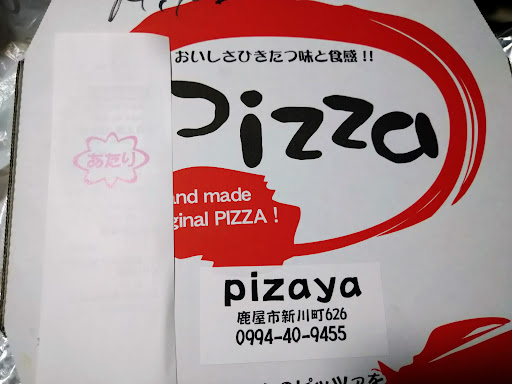 おいしさひきたつ味と食感!!
Pizza
あたり
and made
ginal PIZZA!
pizaya
鹿屋市新川町626
0994-40-9455